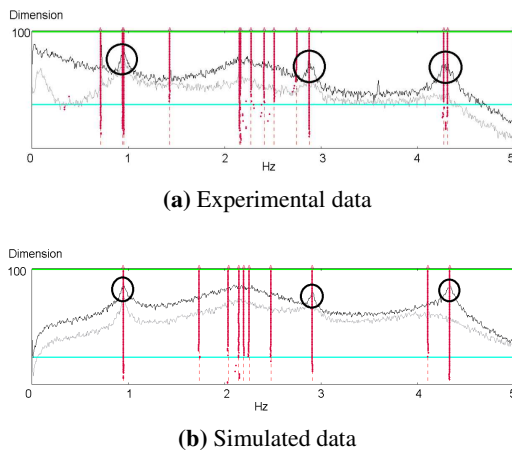 Dimension
100
0 1 2 3 4 5
Hz
(a) Experimental data
Dimension
100
0 1 2 3 4 5
Hz
(b) Simulated data